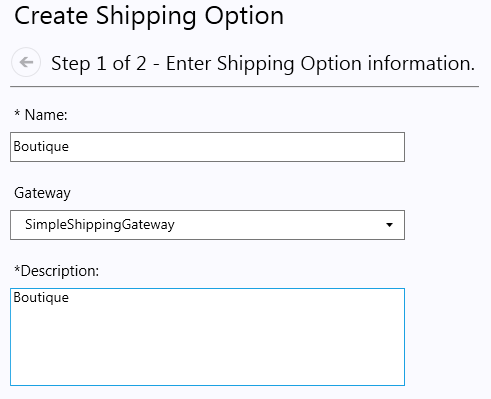 Create Shipping Option
Step 1 of 2 - Enter Shipping Option information.
* Name:
Boutique
Gateway
SimpleShippingGateway
*Description:
Boutique